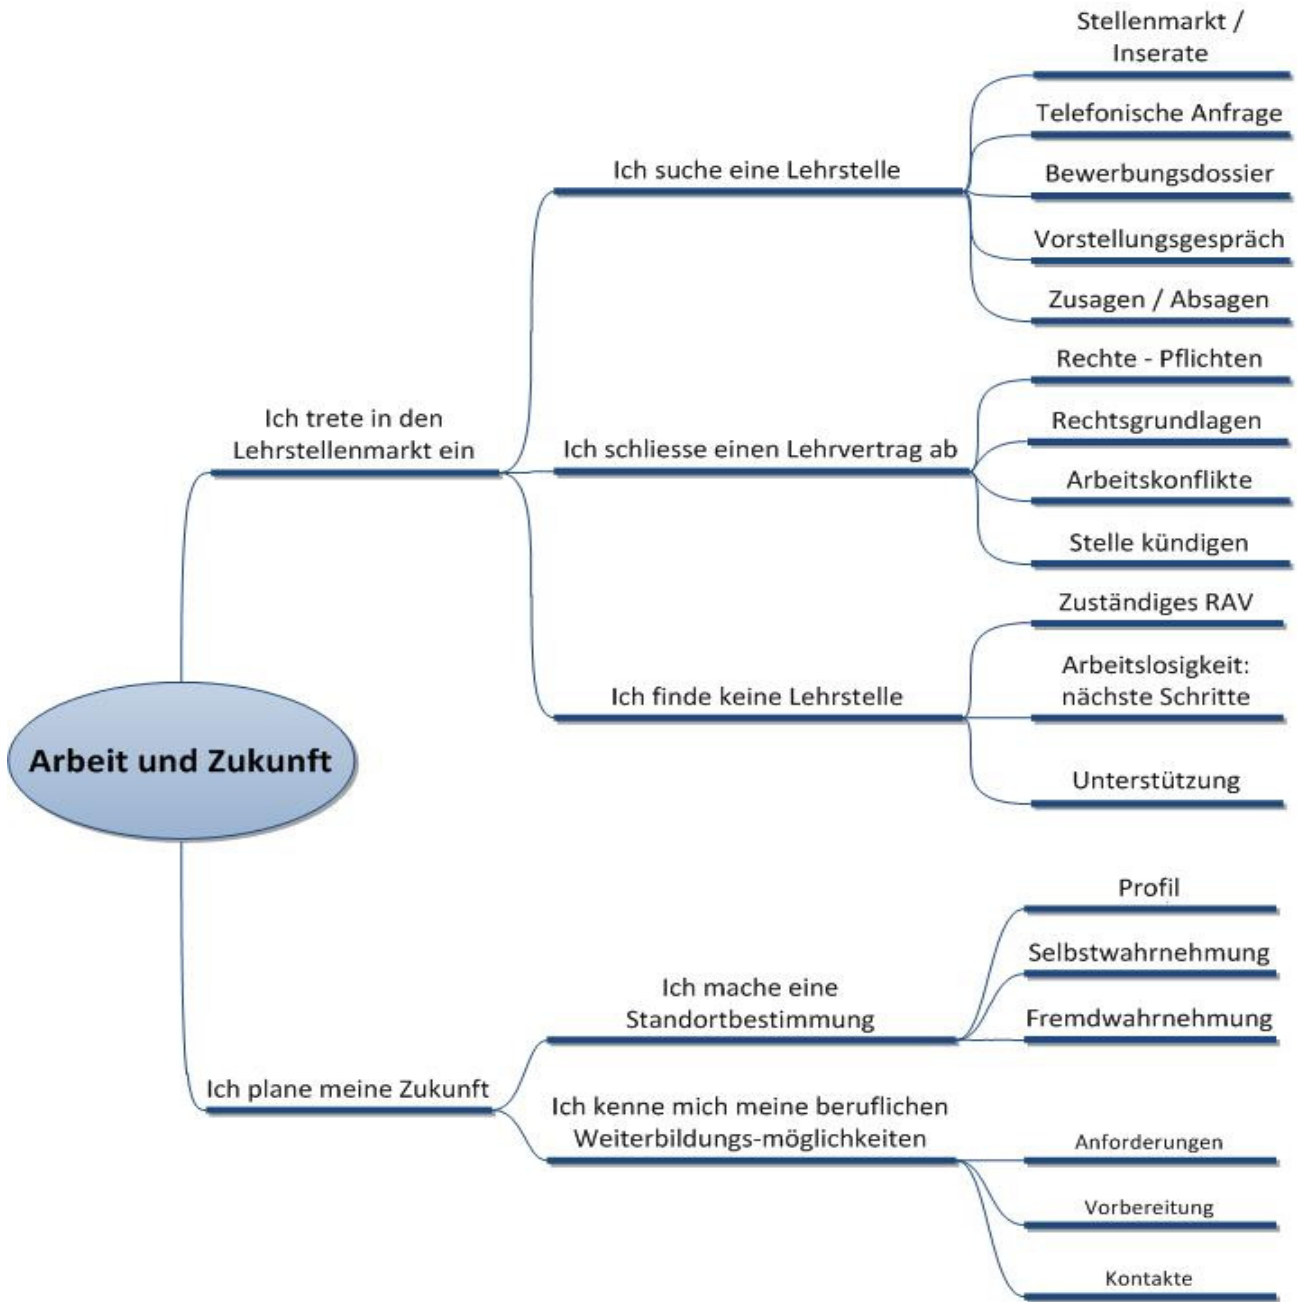 Stellenmarkt /
Inserate
Telefonische Anfrage
Ich suche eine Lehrstelle
Bewerbungsdossier
Vorstellungsgespräch
Zusagen / Absagen
Rechte - Pflichten
Ich trete in den
Lehrstellenmarkt ein
Ich schliesse einen Lehrvertrag ab
Rechtsgrundlagen
Arbeitskonflikte
Stelle kündigen
Zuständiges RAV
Ich finde keine Lehrstelle
Arbeitslosigkeit:
nächste Schritte
Unterstützung
Arbeit und Zukunft
Profil
Selbstwahrnehmung
Ich mache eine
Standortbestimmung
Fremdwahrnehmung
Ich plane meine Zukunft
Ich kenne mich meine beruflichen
Weiterbildungs-möglichkeiten
Anforderungen
Vorbereitung
Kontakte